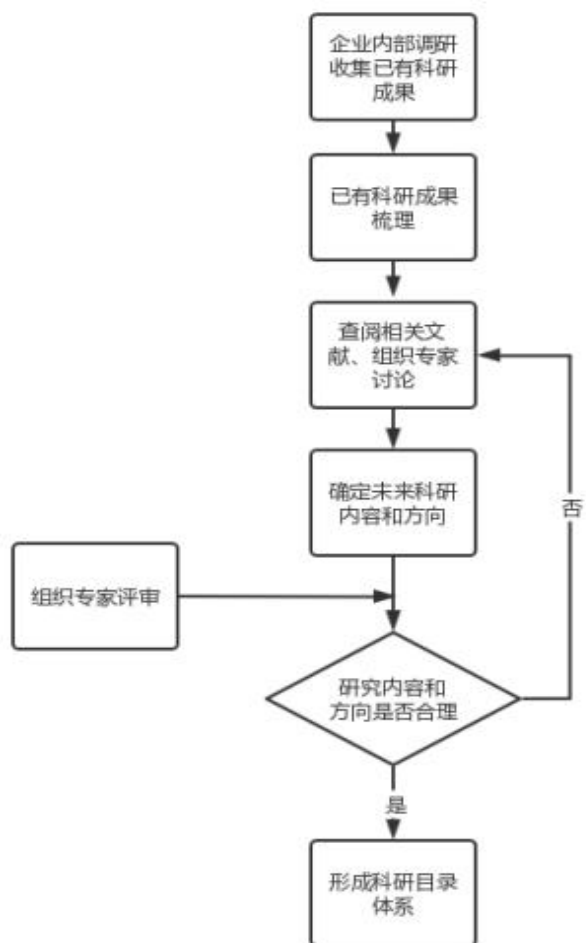 企业内部调研
收集已有科研
成果
已有科研成果
梳理
查阅相关文
献、组织专家
讨论
确定未来科研
内容和方向
否
组织专家评审
研究内容和
方向是否合理
是
形成科研目录
体系